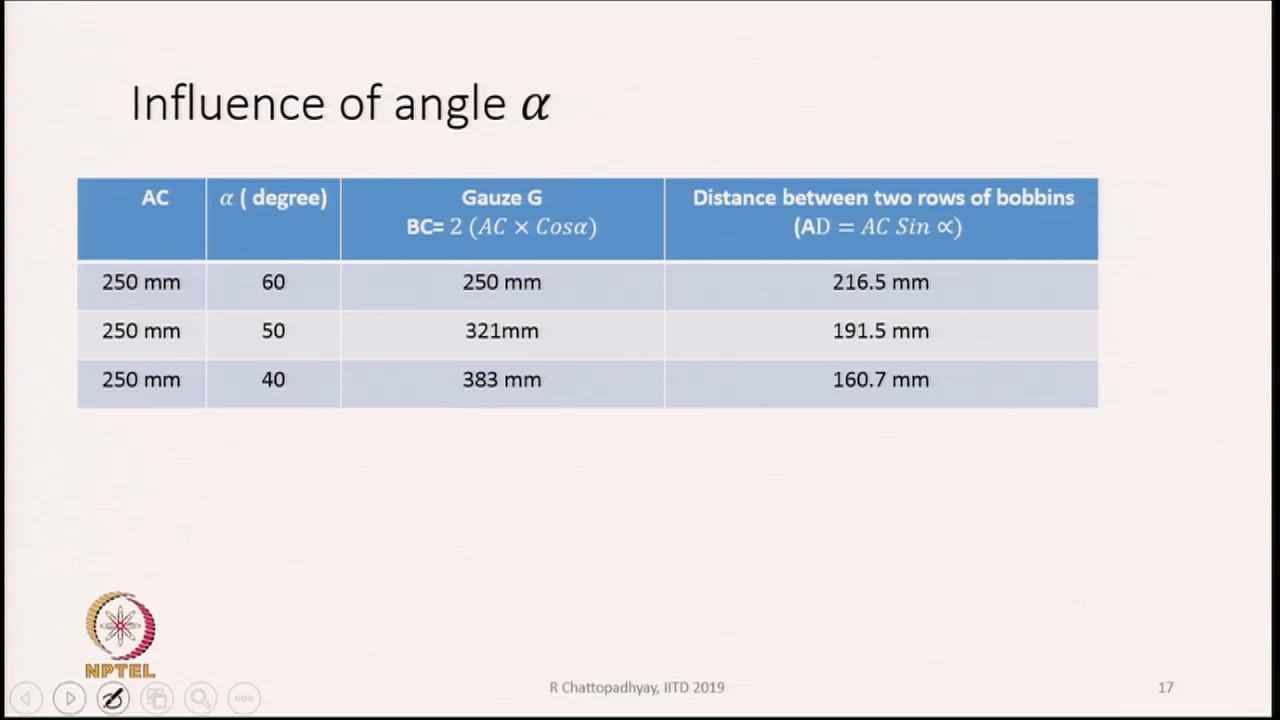 Influence of angle α
AC α ( degree) Gauze G Distance between two rows of bobbins
BC= 2 (AC × Cosα) (AD = AC Sin ∝)
250 mm 60 250 mm 216.5 mm
250 mm 50 321mm 191.5 mm
250 mm 40 383 mm 160.7 mm
NPTEL
R Chattopadhyay, IITD 2019 17